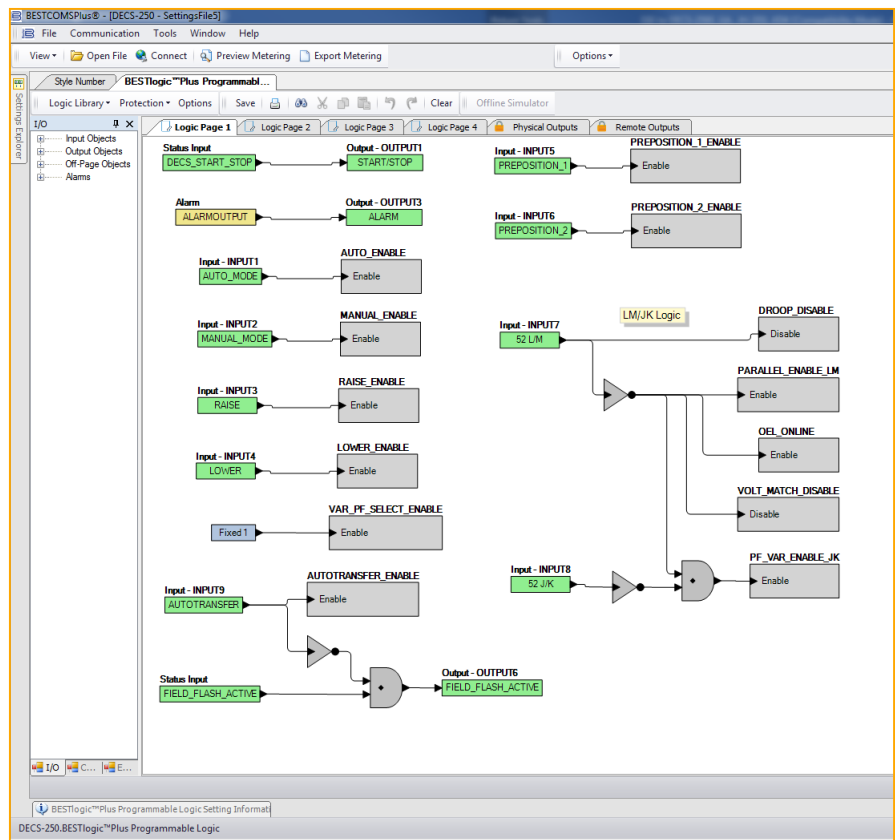 BESTCOMSPlus® - [DECS-250 - SettingsFile5]
File Communication Tools Window Help
View Open File Connect Preview Metering Export Metering Options
Settings Explorer
Style Number BESTlogic™Plus Programmabl...
Logic Library Protection Options Save Clear Offline Simulator
I/O
Input Objects
Output Objects
Off-Page Objects
Alarms
Logic Page 1 Logic Page 2 Logic Page 3 Logic Page 4 Physical Outputs Remote Outputs
Status Input
DECS_START_STOP
Output - OUTPUT1
START/STOP
Alarm
ALARMOUTPUT
Output - OUTPUT3
ALARM
Input - INPUT1
AUTO_MODE
AUTO_ENABLE
Enable
Input - INPUT2
MANUAL_MODE
MANUAL_ENABLE
Enable
Input - INPUT3
RAISE
RAISE_ENABLE
Enable
Input - INPUT4
LOWER
LOWER_ENABLE
Enable
Fixed 1
VAR_PF_SELECT_ENABLE
Enable
Input - INPUT9
AUTOTRANSFER
AUTOTRANSFER_ENABLE
Enable
Status Input
FIELD_FLASH_ACTIVE
Output - OUTPUT6
FIELD_FLASH_ACTIVE
Input - INPUT5
PREPOSITION_1
PREPOSITION_1_ENABLE
Enable
Input - INPUT6
PREPOSITION_2
PREPOSITION_2_ENABLE
Enable
LM/JK Logic
Input - INPUT7
52 L/M
DROOP_DISABLE
Disable
PARALLEL_ENABLE_LM
Enable
OEL_ONLINE
Enable
VOLT_MATCH_DISABLE
Disable
Input - INPUT8
52 J/K
PF_VAR_ENABLE_JK
Enable
I/O C... E...
BESTlogic™Plus Programmable Logic Setting Informati
DECS-250.BESTlogic™Plus Programmable Logic